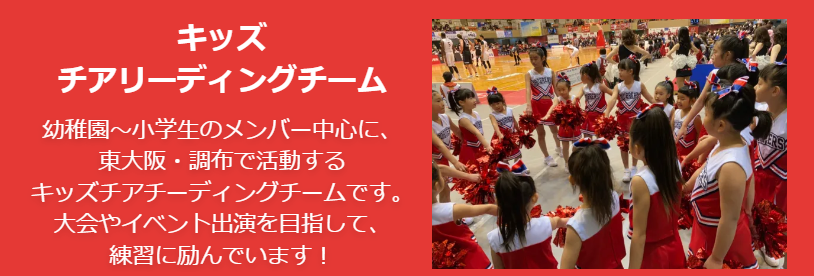 キッズ
チアリーディングチーム
幼稚園～小学生のメンバー中心に、
東大阪・調布で活動する
キッズチアチーディングチームです。
大会やイベント出演を目指して、
練習に励んでいます！